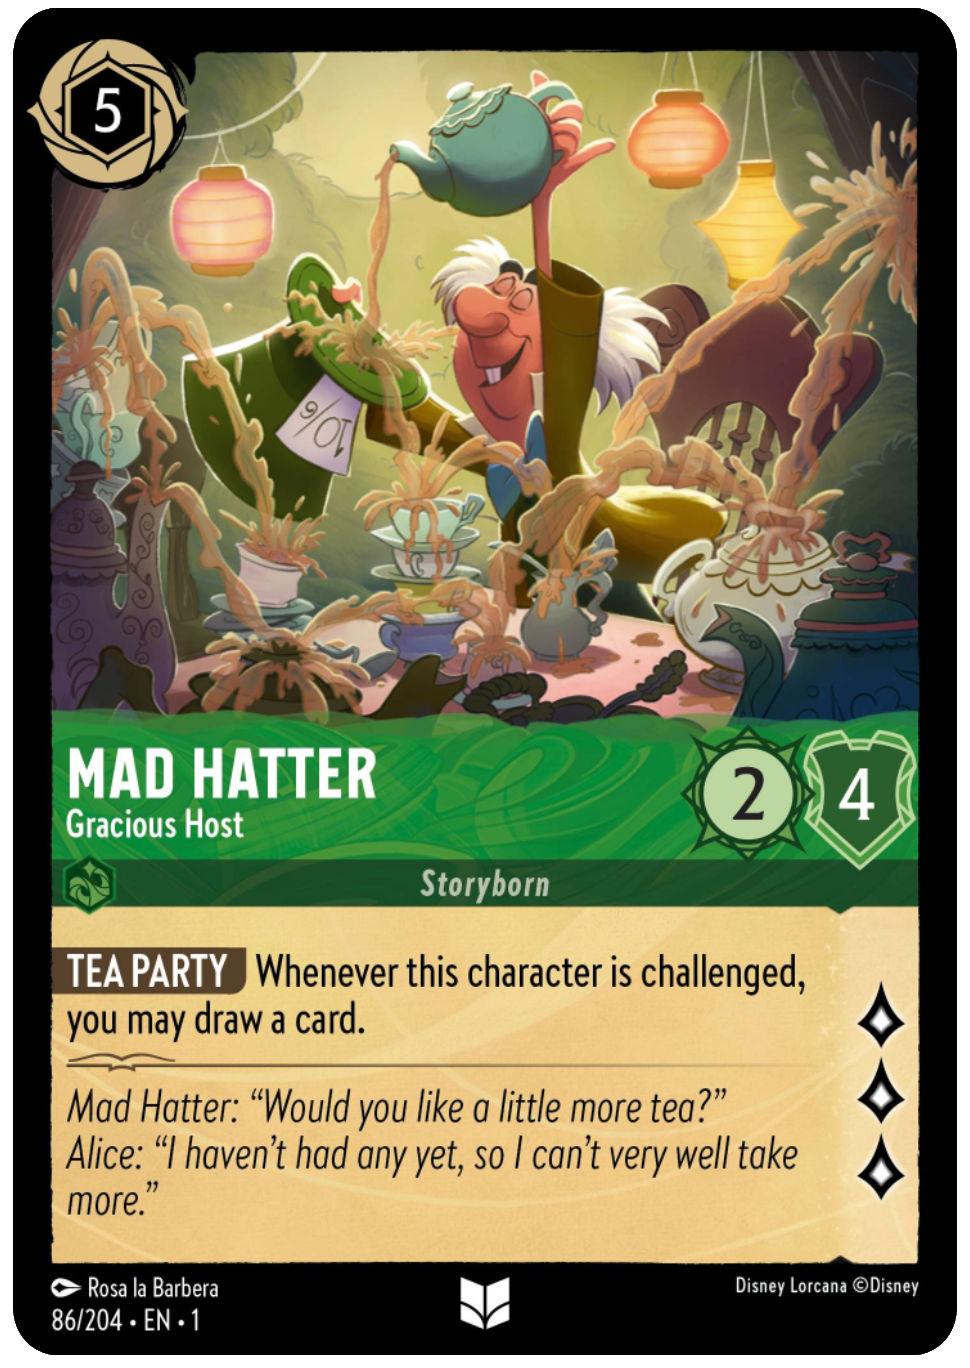 5
10/6
MAD HATTER
Gracious Host
2
4
Storyborn
TEA PARTY Whenever this character is challenged,
you may draw a card.
Mad Hatter: “Would you like a little more tea?”
Alice: “I haven’t had any yet, so I can’t very well take
more.”
Rosa la Barbera
Disney Lorcana ©Disney
86/204 • EN • 1